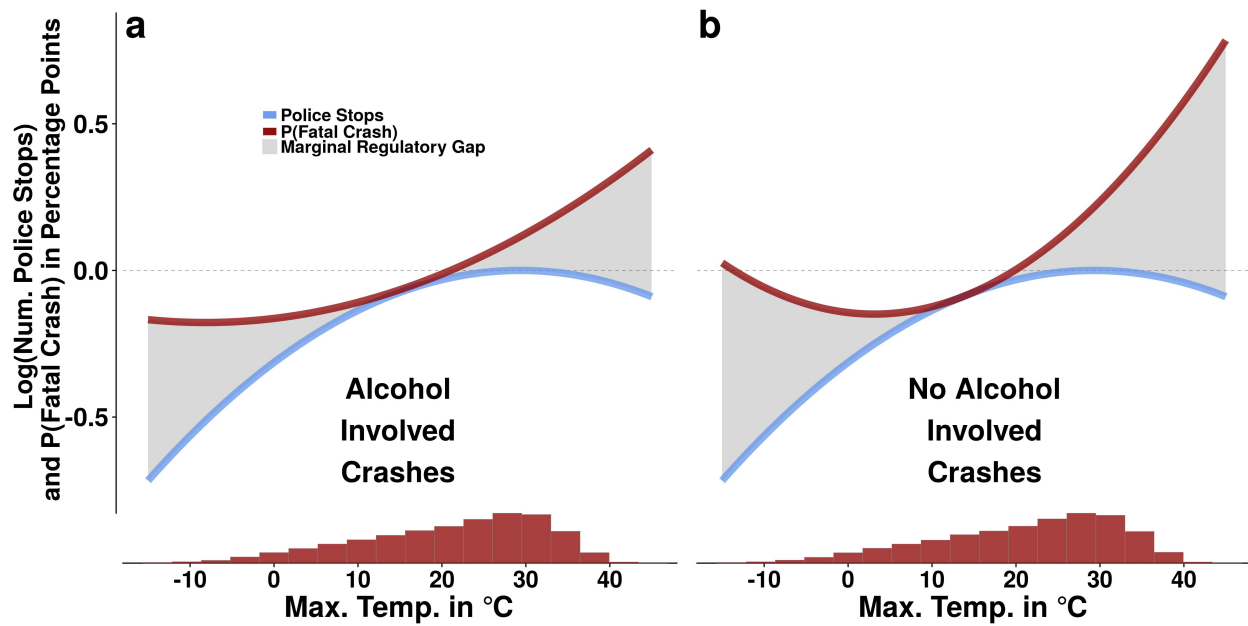 a
b
Log(Num. Police Stops)
and P(Fatal Crash) in Percentage Points
0.5
0.0
-0.5
Police Stops
P(Fatal Crash)
Marginal Regulatory Gap
Alcohol
Involved
Crashes
No Alcohol
Involved
Crashes
-10 0 10 20 30 40
Max. Temp. in °C
-10 0 10 20 30 40
Max. Temp. in °C